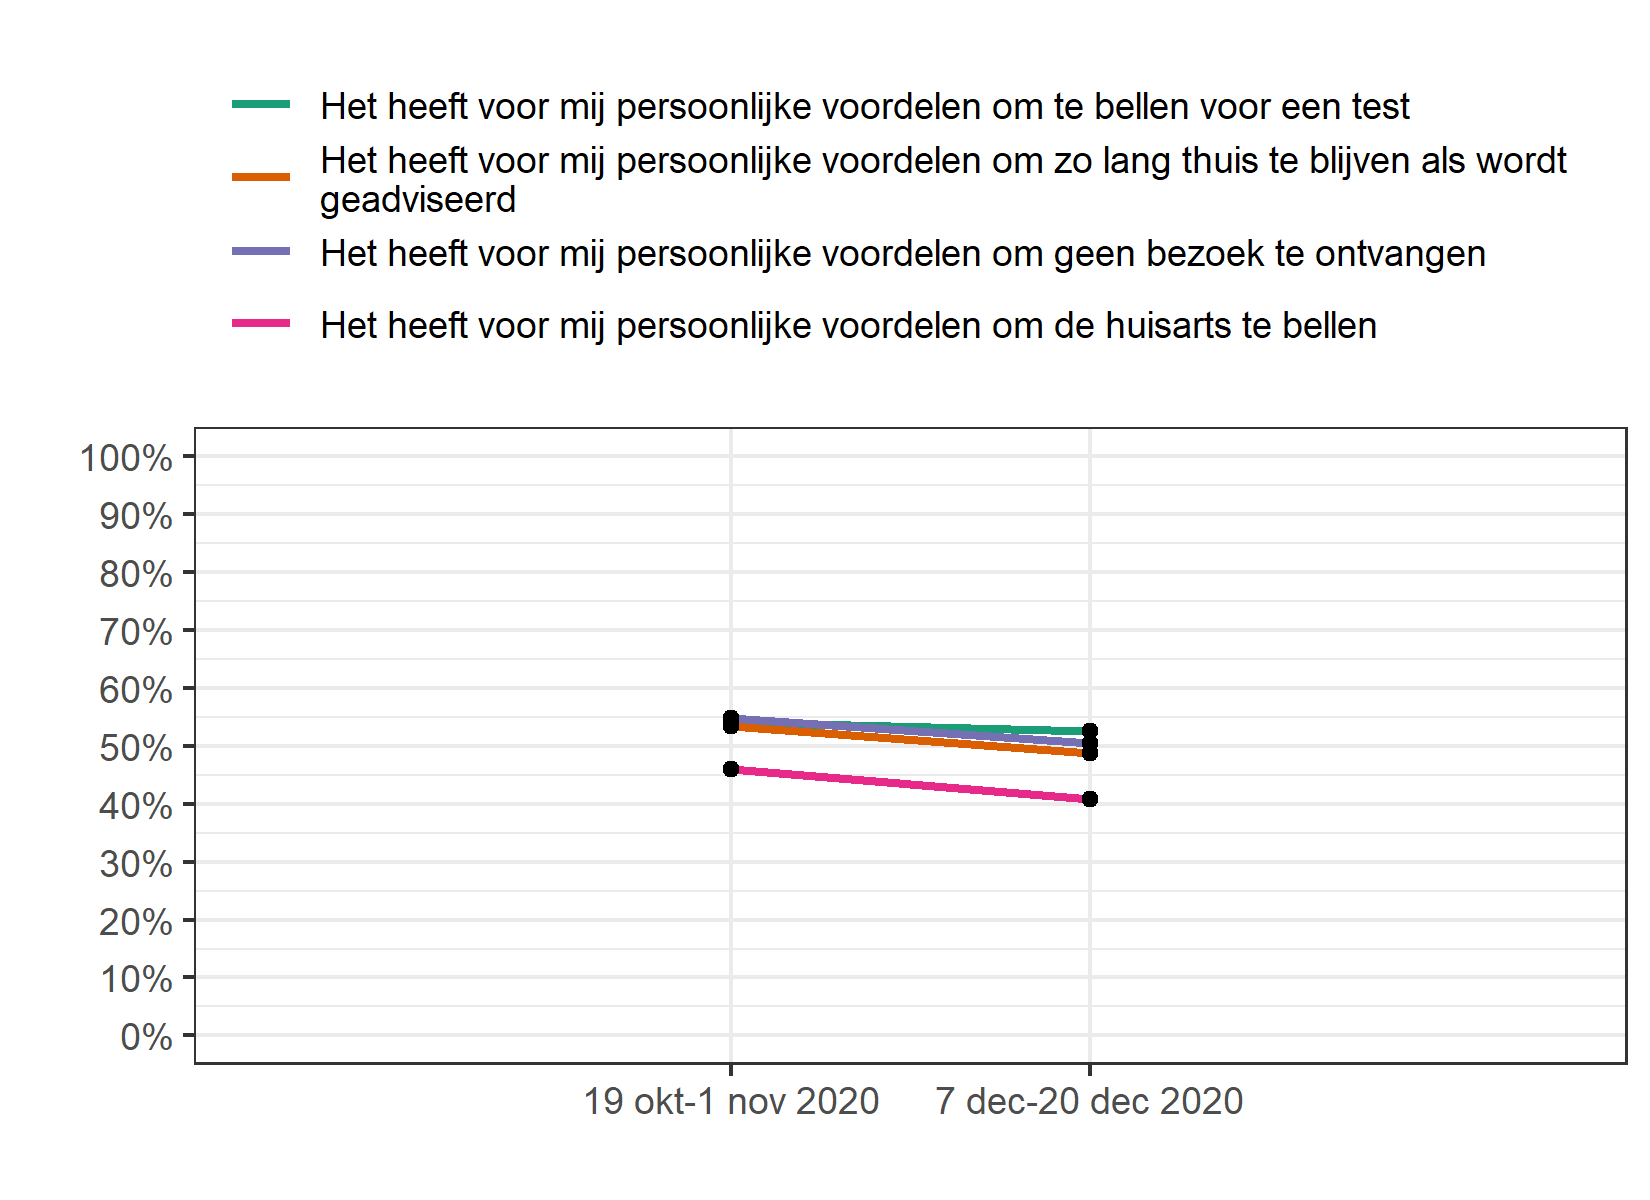 Het heeft voor mij persoonlijke voordelen om te bellen voor een test
Het heeft voor mij persoonlijke voordelen om zo lang thuis te blijven als wordt
geadviseerd
Het heeft voor mij persoonlijke voordelen om geen bezoek te ontvangen
Het heeft voor mij persoonlijke voordelen om de huisarts te bellen
100%
90%
80%
70%
60%
50%
40%
30%
20%
10%
0%
19 okt-1 nov 2020
7 dec-20 dec 2020